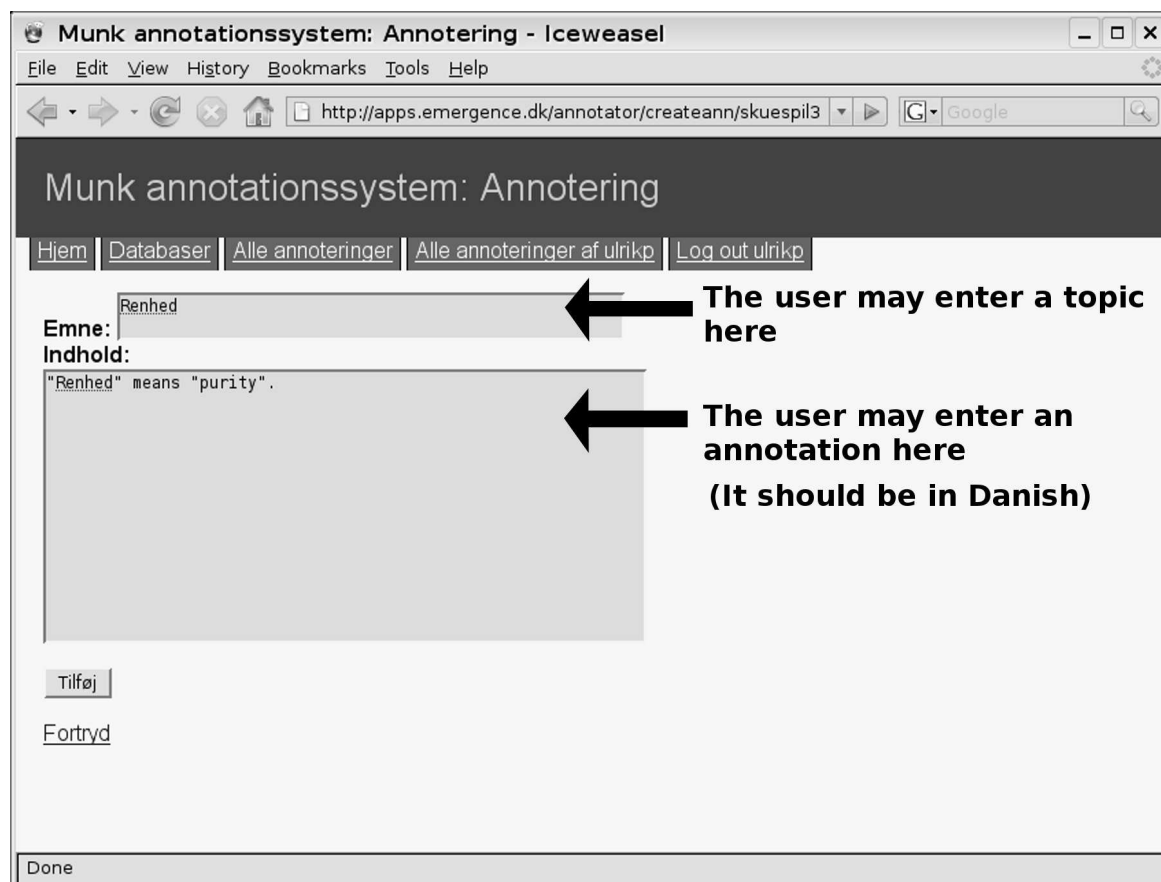 Munk annotationssystem: Annotering - Iceweasel
File Edit View History Bookmarks Tools Help
http://apps.emergence.dk/annotator/createann/skuespil3 G Google
Munk annotationssystem: Annotering
Hjem Databaser Alle annoteringer Alle annoteringer af ulrikp Log out ulrikp
Emne: Renhed
The user may enter a topic
here
Indhold:
"Renhed" means "purity".
The user may enter an
annotation here
(It should be in Danish)
Tilføj
Fortryd
Done